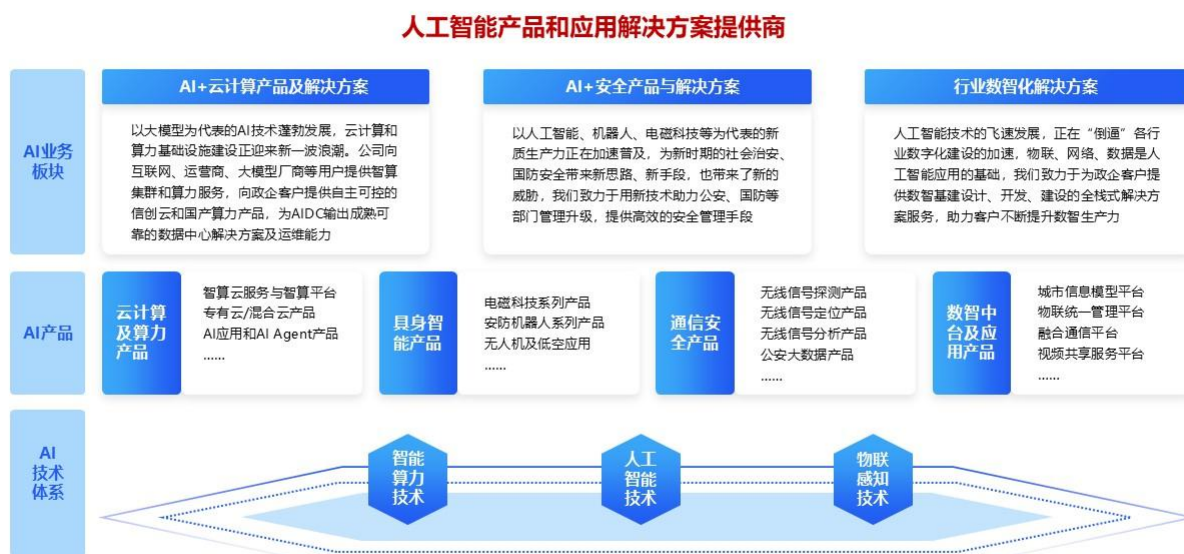 人工智能产品和应用解决方案提供商
AI业务
板块
AI+云计算产品及解决方案
以大模型为代表的AI技术蓬勃发展，云计算和
算力基础设施建设正迎来新一波浪潮。公司向
互联网、运营商、大模型厂商等用户提供智算
集群和算力服务，向政企客户提供自主可控的
信创云和国产算力产品，为AIDC输出成熟可
靠的数据中心解决方案及运维能力
AI+安全产品与解决方案
以人工智能、机器人、电磁科技等为代表的新
质生产力正在加速普及，为新时期的社会治安、
国防安全带来新思路、新手段，也带来了新的
威胁，我们致力于用新技术助力公安、国防等
部门管理升级，提供高效的安全管理手段
行业数智化解决方案
人工智能技术的飞速发展，正在“倒逼”各行
业数字化建设的加速，物联、网络、数据是人
工智能应用的基础，我们致力于为政企客户提
供数智基建设计、开发、建设的全栈式解决方
案服务，助力客户不断提升数智生产力
AI产品
云计算
及算力
产品
智算云服务与智算平台
专有云/混合云产品
AI应用和AI Agent产品
……
具身智
能产品
电磁科技系列产品
安防机器人系列产品
无人机及低空应用
……
通信安
全产品
无线信号探测产品
无线信号定位产品
无线信号分析产品
公安大数据产品
……
数智中
台及应
用产品
城市信息模型平台
物联统一管理平台
融合通信平台
视频共享服务平台
……
AI
技术
体系
智能
算力
技术
人工
智能
技术
物联
感知
技术